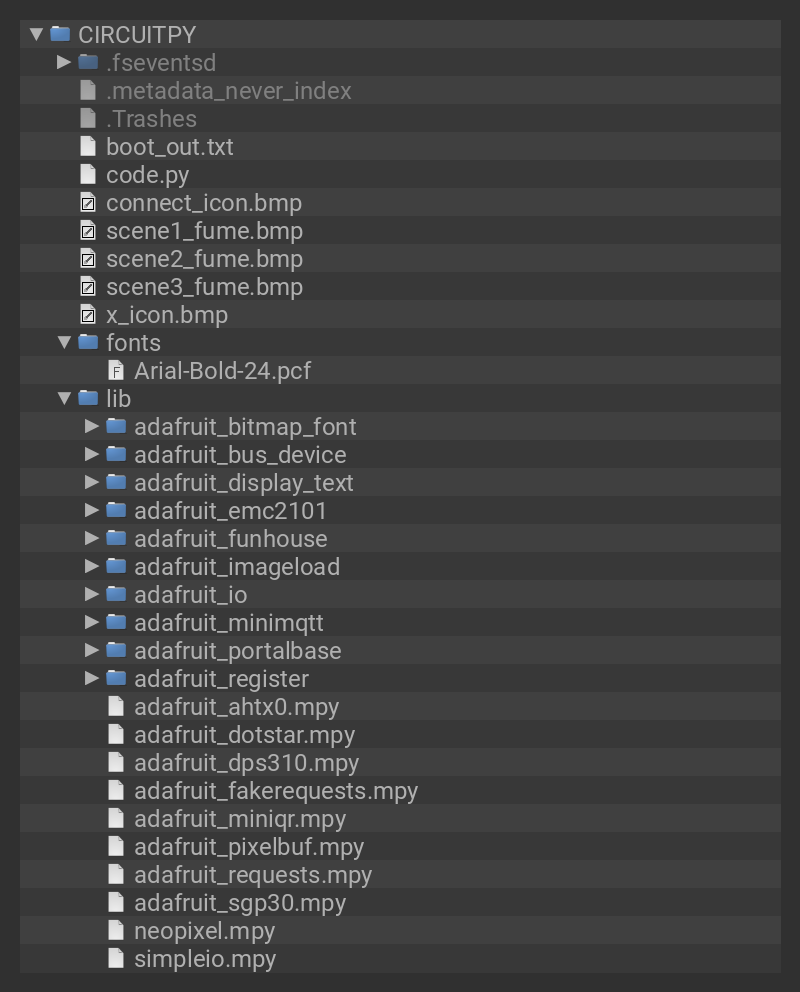 CIRCUITPY
.fseventsd
.metadata_never_index
.Trashes
boot_out.txt
code.py
connect_icon.bmp
scene1_fume.bmp
scene2_fume.bmp
scene3_fume.bmp
x_icon.bmp
fonts
Arial-Bold-24.pcf
lib
adafruit_bitmap_font
adafruit_bus_device
adafruit_display_text
adafruit_emc2101
adafruit_funhouse
adafruit_imageload
adafruit_io
adafruit_minimqtt
adafruit_portalbase
adafruit_register
adafruit_ahtx0.mpy
adafruit_dotstar.mpy
adafruit_dps310.mpy
adafruit_fakerequests.mpy
adafruit_miniqr.mpy
adafruit_pixelbuf.mpy
adafruit_requests.mpy
adafruit_sgp30.mpy
neopixel.mpy
simpleio.mpy